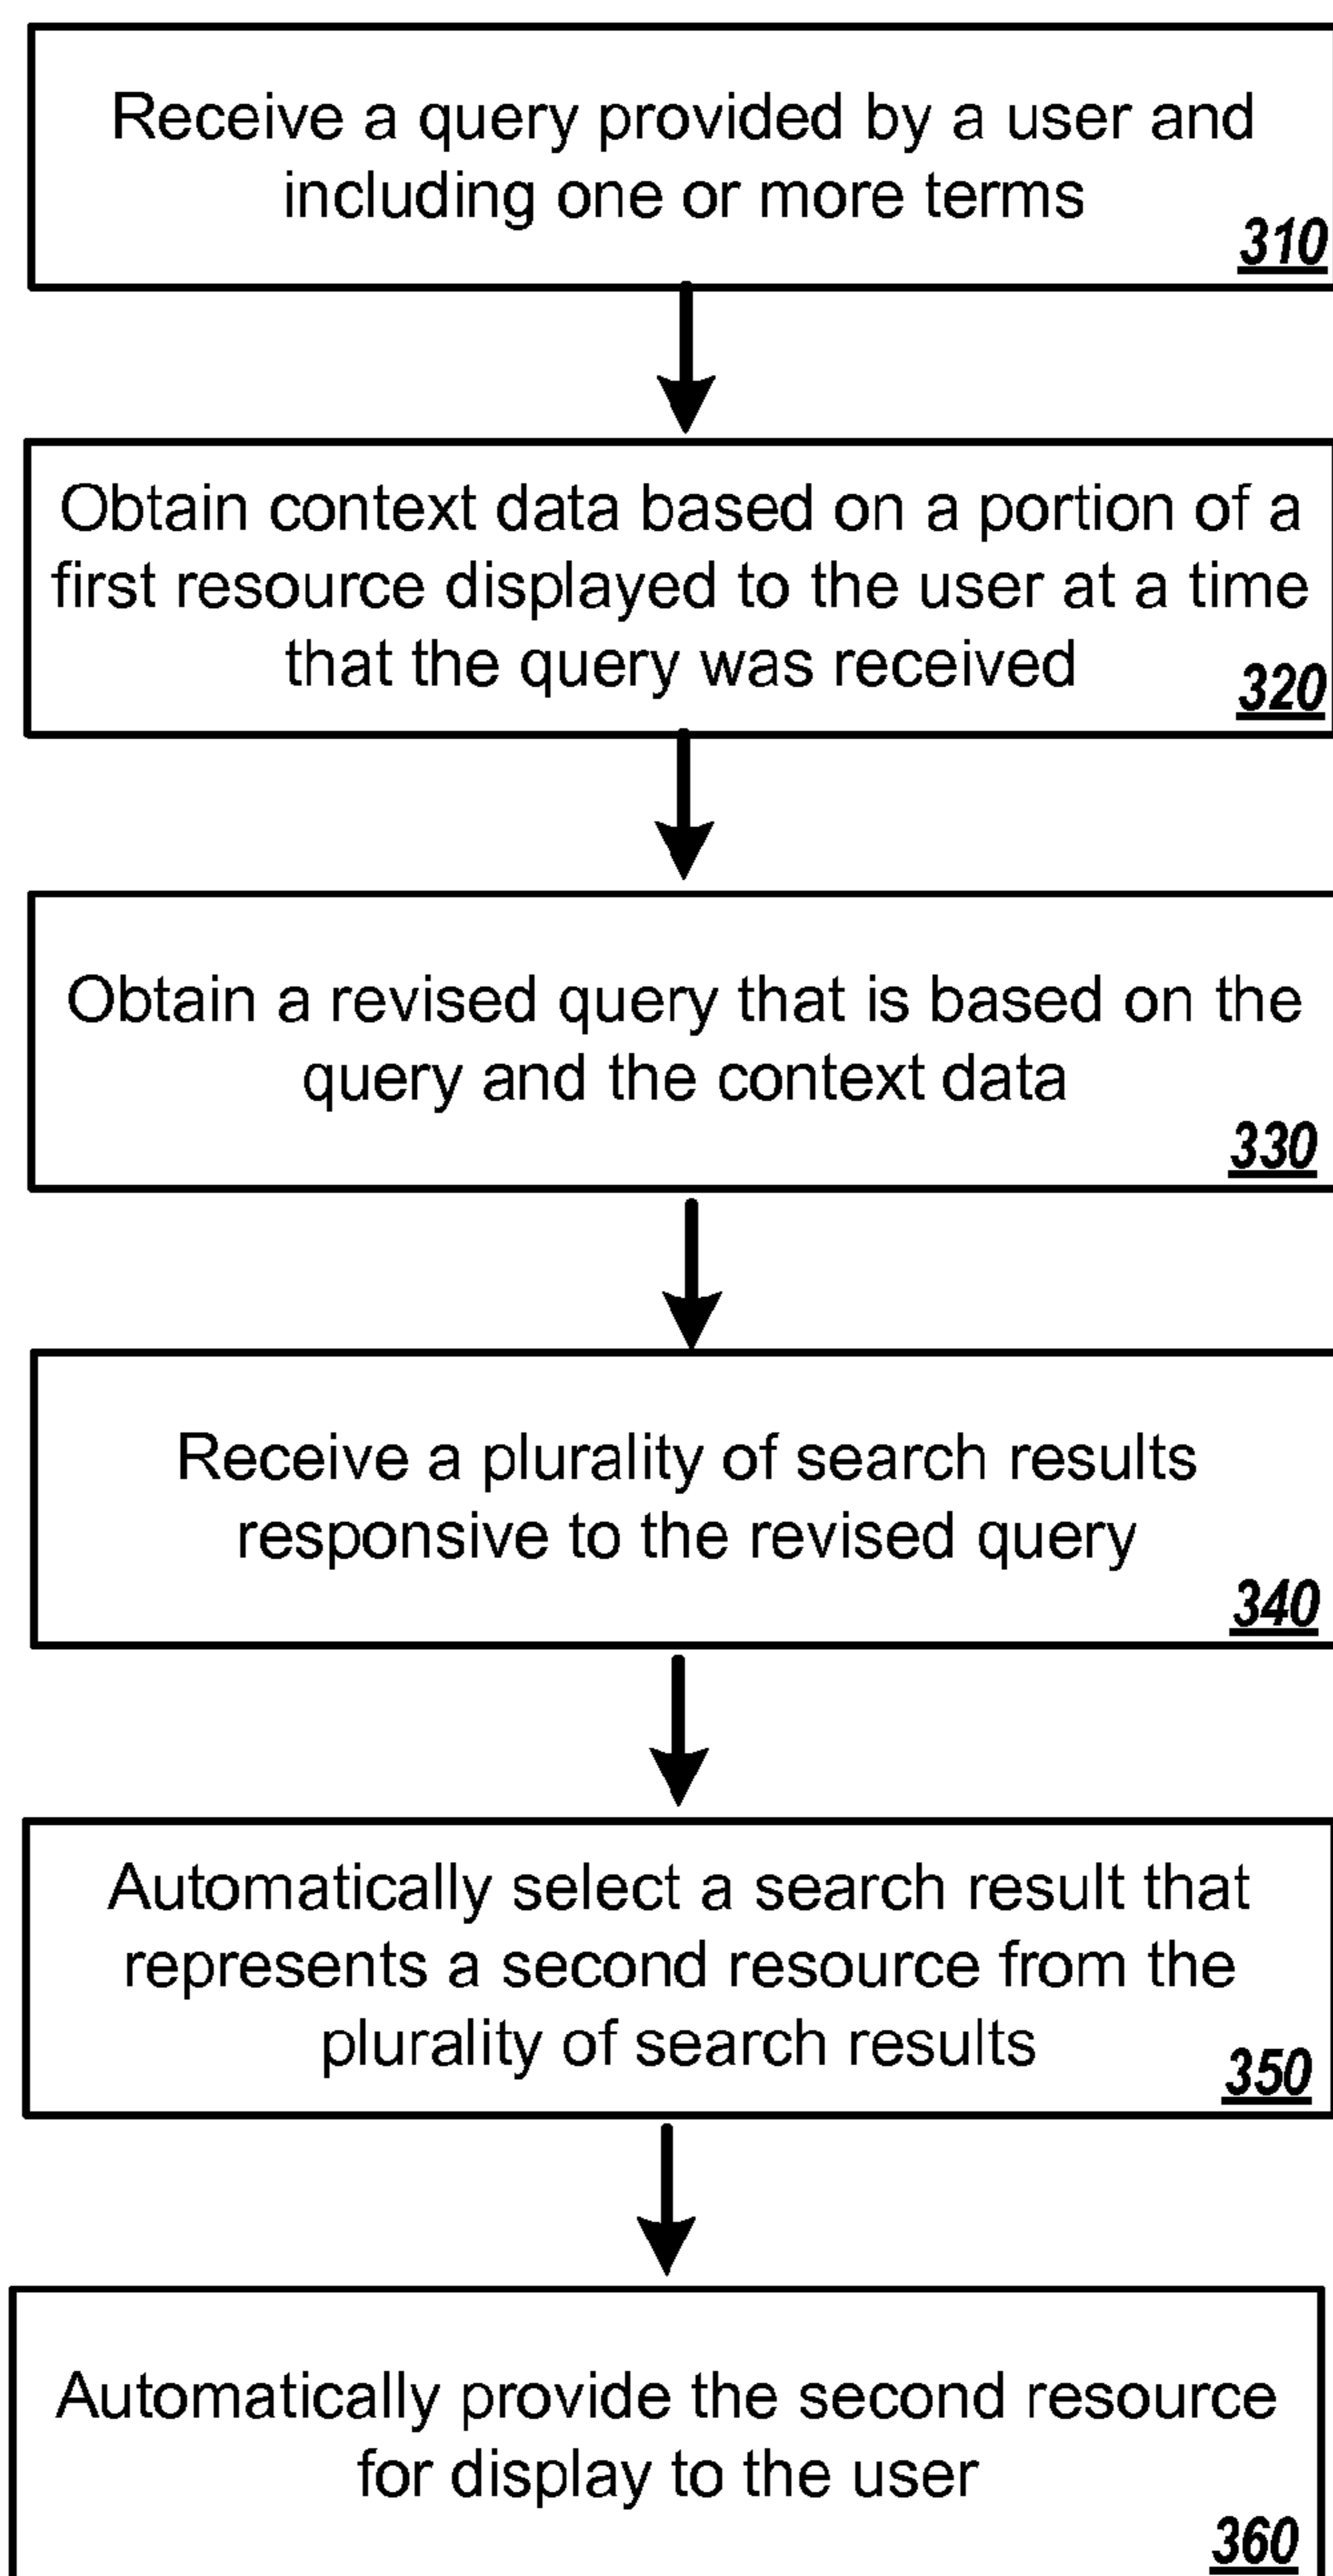 Receive a query provided by a user and
including one or more terms
310
Obtain context data based on a portion of a
first resource displayed to the user at a time
that the query was received
320
Obtain a revised query that is based on the
query and the context data
330
Receive a plurality of search results
responsive to the revised query
340
Automatically select a search result that
represents a second resource from the
plurality of search results
350
Automatically provide the second resource
for display to the user
360